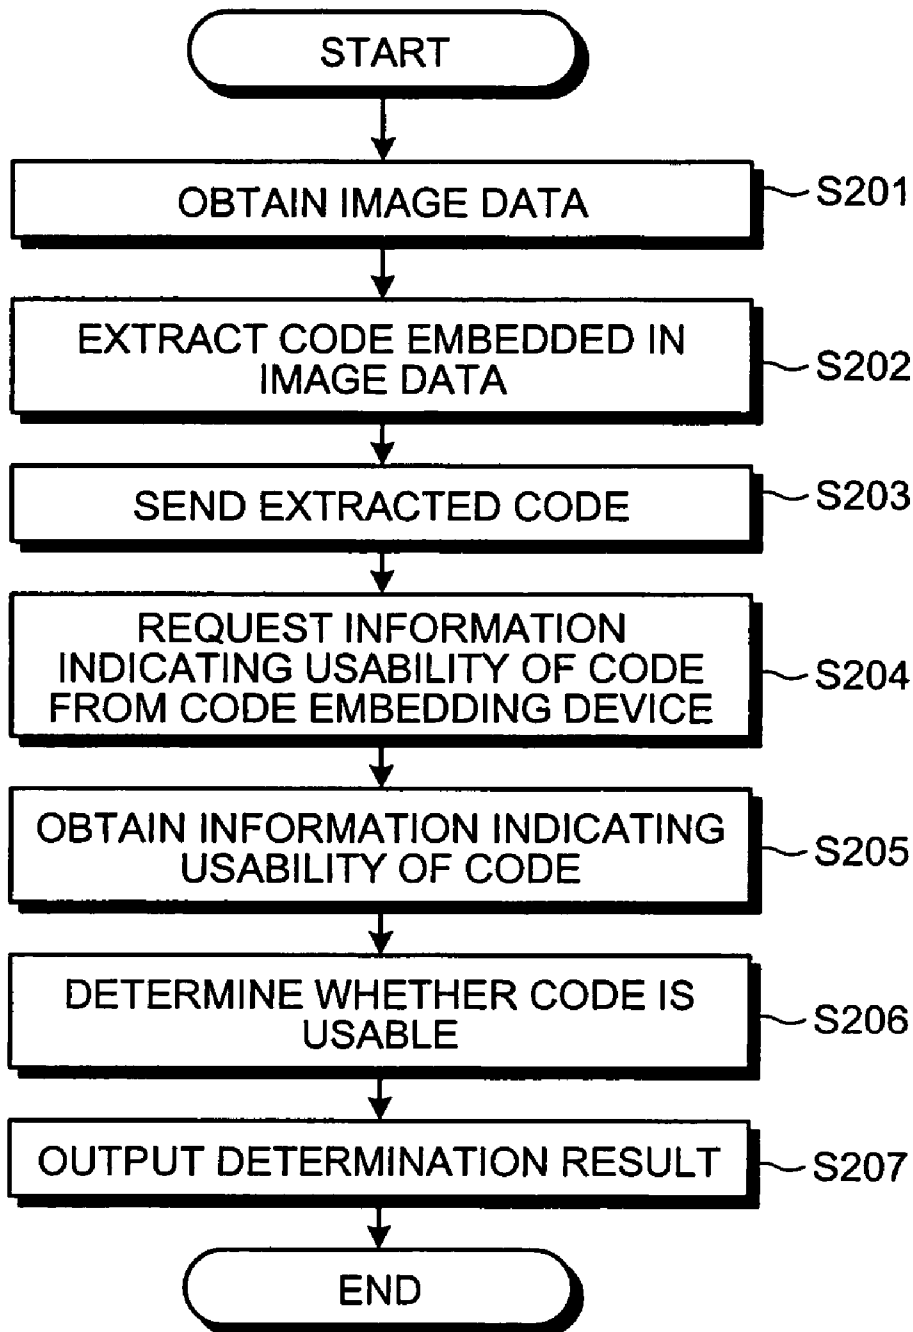 START
OBTAIN IMAGE DATA
S201
EXTRACT CODE EMBEDDED IN
IMAGE DATA
S202
SEND EXTRACTED CODE
S203
REQUEST INFORMATION
INDICATING USABILITY OF CODE
FROM CODE EMBEDDING DEVICE
S204
OBTAIN INFORMATION INDICATING
USABILITY OF CODE
S205
DETERMINE WHETHER CODE IS
USABLE
S206
OUTPUT DETERMINATION RESULT
S207
END